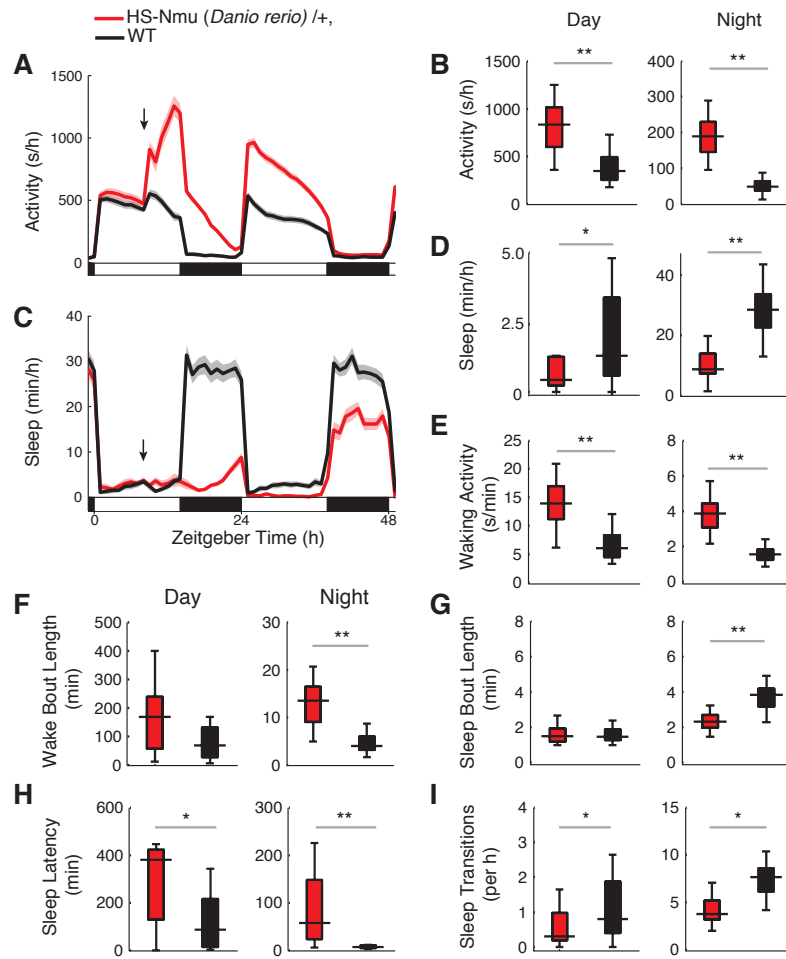 HS-Nmu (Danio rerio) /+,
WT
A
Activity (s/h)
1500
1000
500
0
B
Day
Night
Activity (s/h)
1500
1000
500
0
**
400
300
200
100
0
**
C
Sleep (min/h)
40
30
20
10
0
0
24
48
Zeitgeber Time (h)
D
Sleep (min/h)
5.0
2.5
0
*
40
20
0
**
E
Waking Activity
(s/min)
25
20
15
10
5
0
**
8
6
4
2
0
**
F
Day
Night
Wake Bout Length
(min)
500
400
300
200
100
0
30
20
10
0
**
G
Sleep Bout Length
(min)
8
6
4
2
0
8
6
4
2
0
**
H
Sleep Latency
(min)
600
400
200
0
*
300
200
100
0
**
I
Sleep Transitions
(per h)
4
3
2
1
0
*
15
10
5
0
*